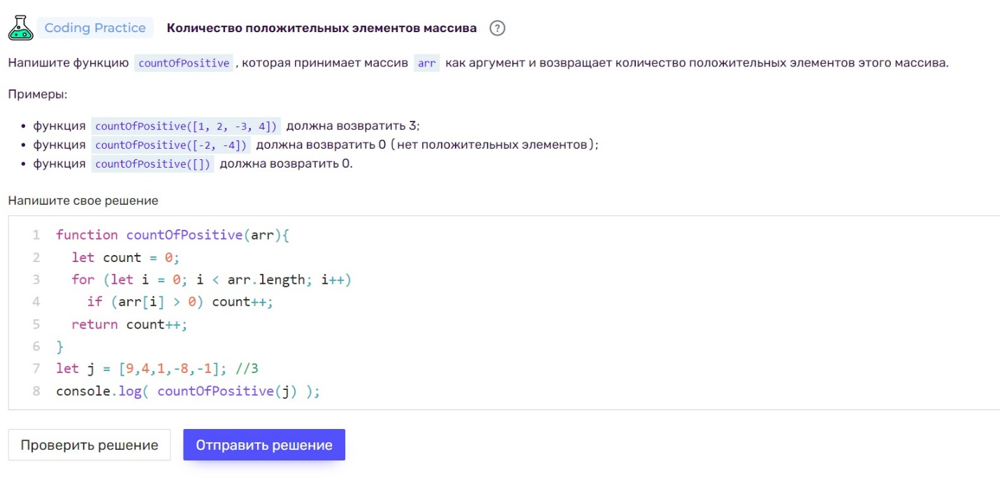 Coding Practice Количество положительных элементов массива ?
Напишите функцию countOfPositive , которая принимает массив arr как аргумент и возвращает количество положительных элементов этого массива.
Примеры:
• функция countOfPositive([1, 2, -3, 4]) должна возвратить 3;
• функция countOfPositive([-2, -4]) должна возвратить 0 (нет положительных элементов);
• функция countOfPositive([]) должна возвратить 0.
Напишите свое решение
1 function countOfPositive(arr){
2   let count = 0;
3   for (let i = 0; i < arr.length; i++)
4     if (arr[i] > 0) count++;
5   return count++;
6 }
7 let j = [9,4,1,-8,-1]; //3
8 console.log( countOfPositive(j) );
Проверить решение Отправить решение